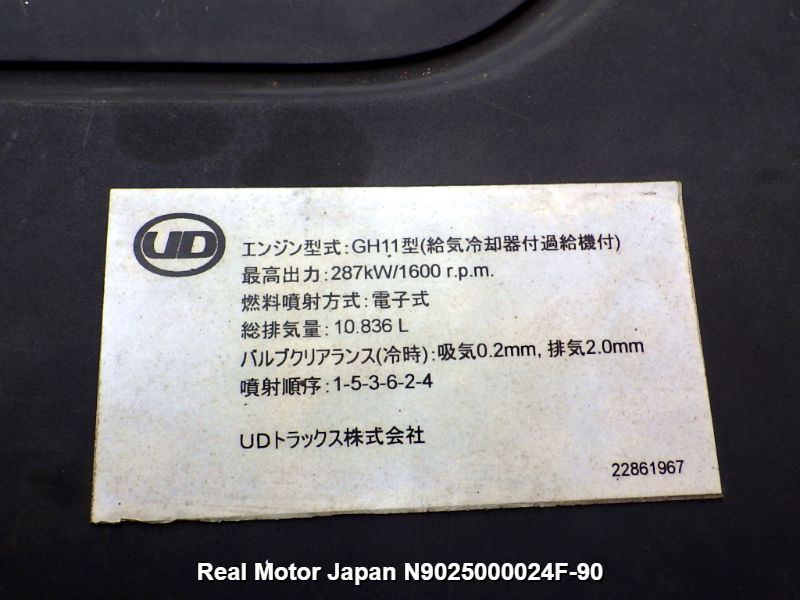 UD
エンジン型式:GH11型(給気冷却器付過給機付)
最高出力:287kW/1600 r.p.m.
燃料噴射方式:電子式
総排気量:10.836 L
バルブクリアランス(冷時):吸気0.2mm, 排気2.0mm
噴射順序:1-5-3-6-2-4
UDトラックス株式会社
22861967
Real Motor Japan N9025000024F-90